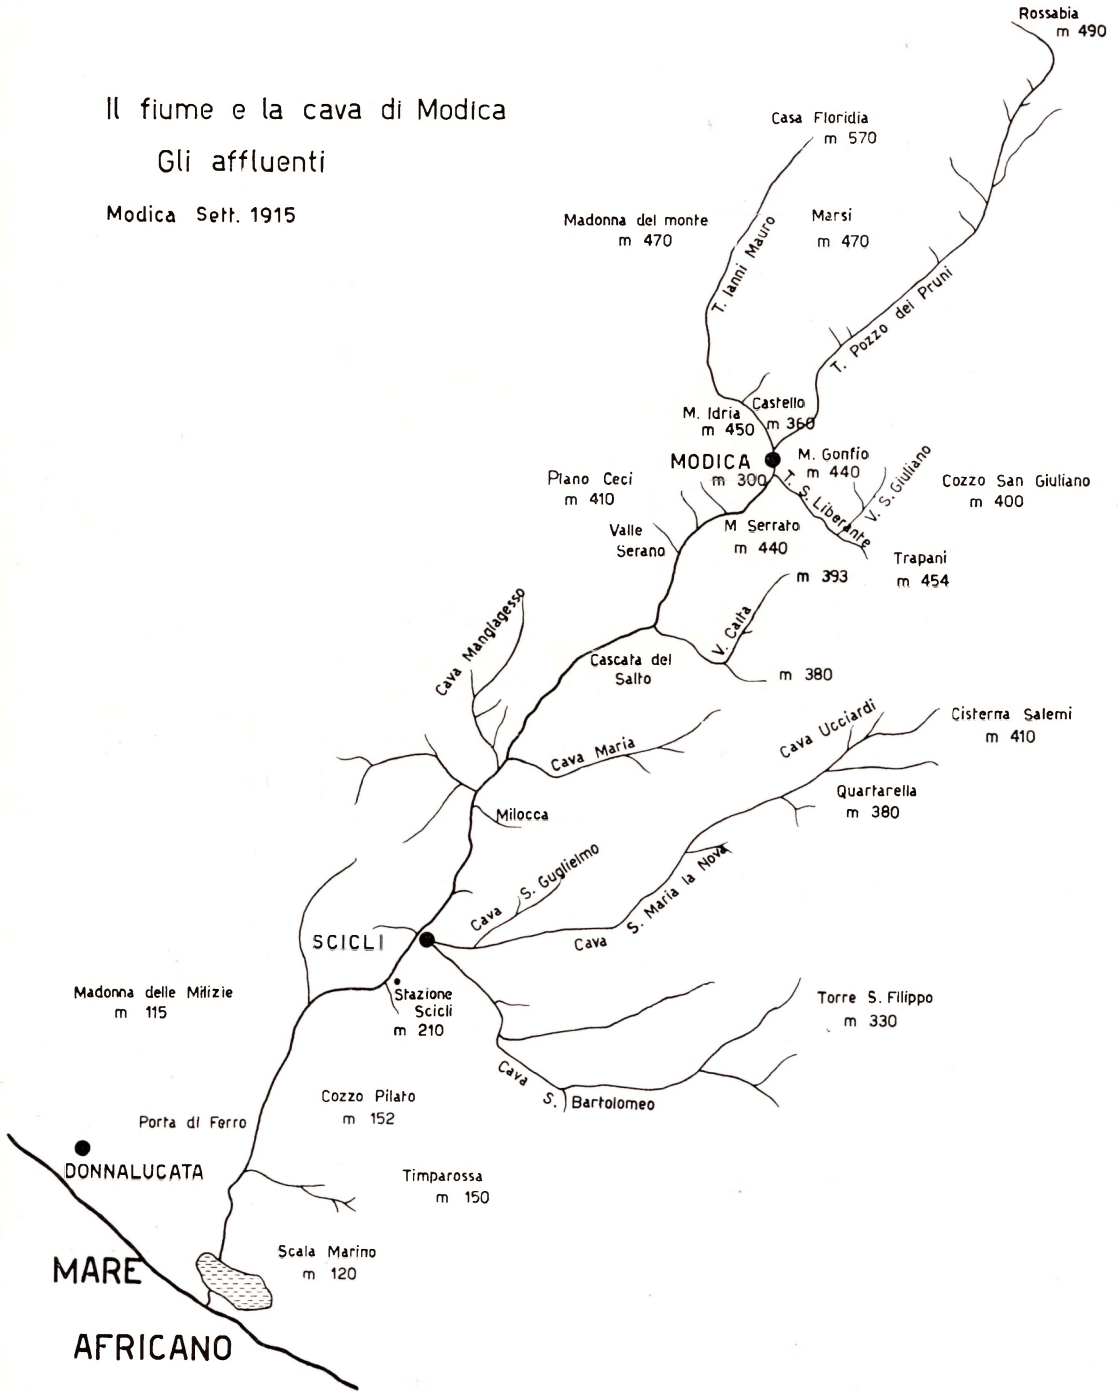 Rossabia
m 490
Il fiume e la cava di Modica
Gli affluenti
Modica Sett. 1915
Casa Floridia
m 570
Madonna del monte
m 470
Marsi
m 470
T. Ianni Mauro
T. Pozzo dei Pruni
M. Idria
m 450
Castello
m 360
MODICA
m 300
M. Gonfio
m 440
T. S. Liberante
V. S. Giuliano
Cozzo San Giuliano
m 400
Piano Ceci
m 410
Valle
Serano
M Serrato
m 440
Trapani
m 454
m 393
V. Caita
m 380
Cava Mangiagesso
Cascata del
Salto
Cava Maria
Cava Ucciardi
Cisterna Salemi
m 410
Quartarella
m 380
Milocca
Cava S. Guglielmo
Cava S. Maria la Nova
SCICLI
Stazione
Scicli
m 210
Madonna delle Milizie
m 115
Torre S. Filippo
m 330
Cava S. Bartolomeo
Cozzo Pilato
m 152
Porta di Ferro
DONNALUCATA
Timparossa
m 150
Scala Marino
m 120
MARE
AFRICANO